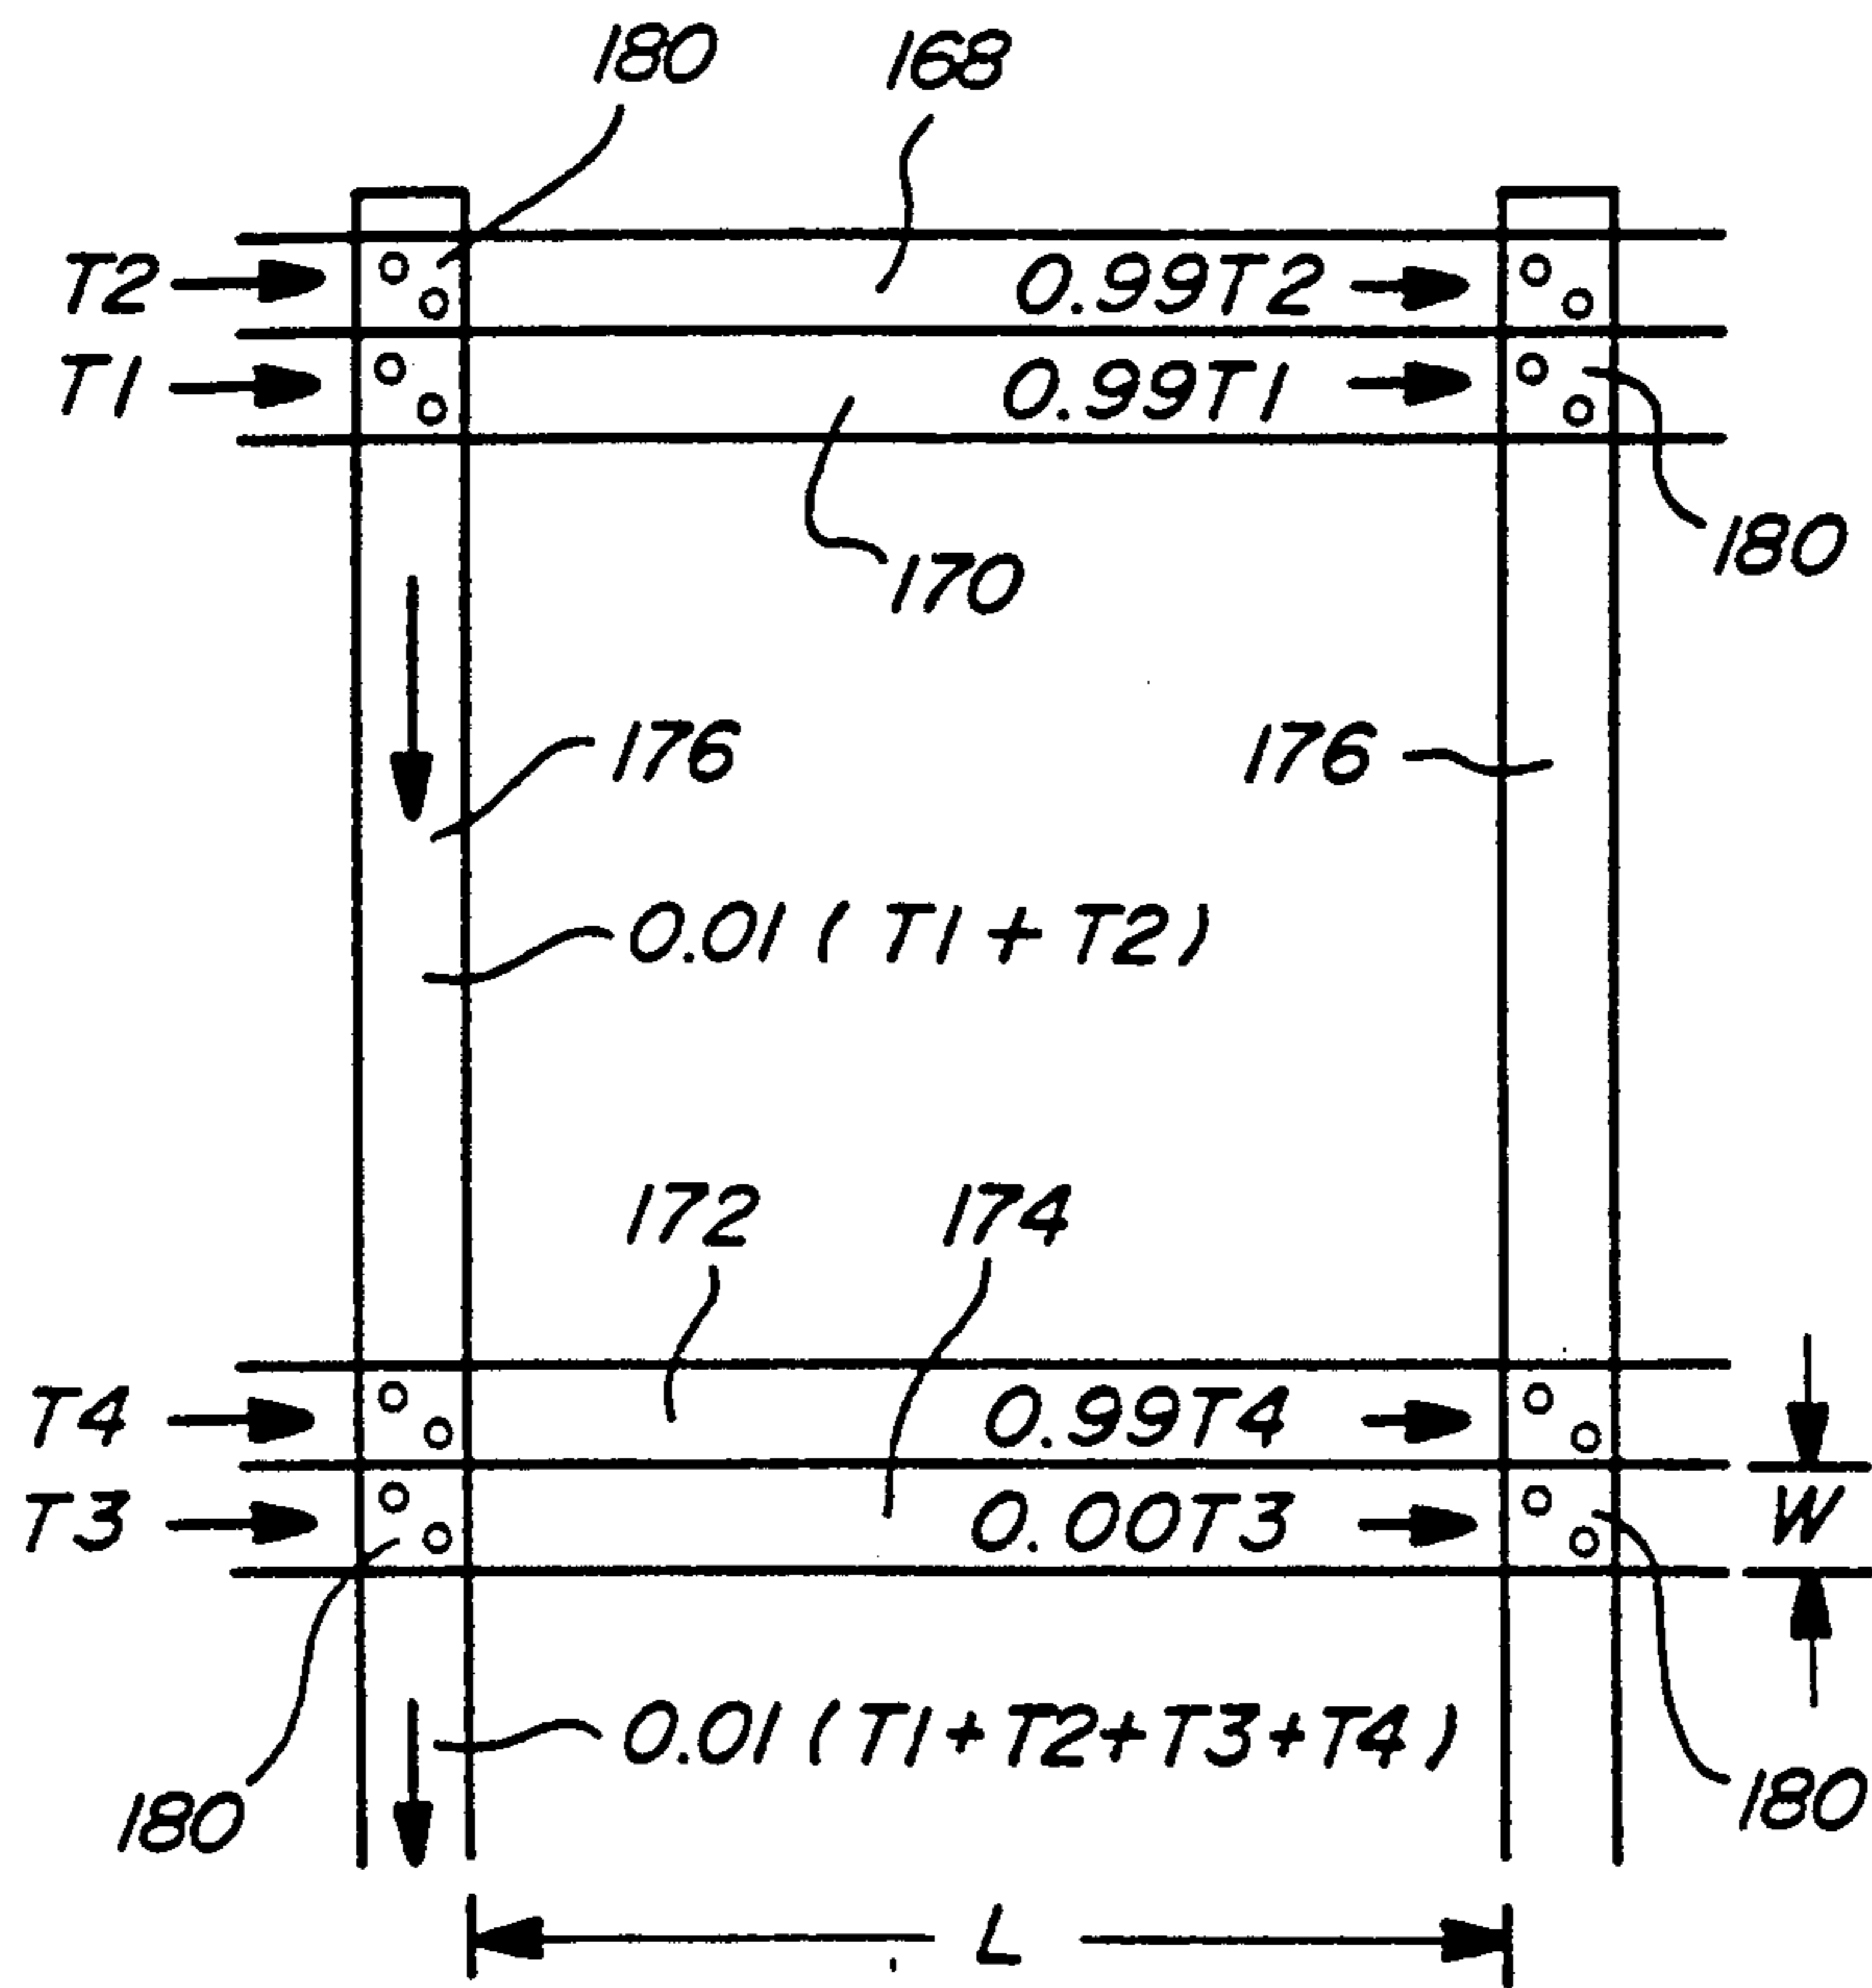 180 168
T2 0.99T2
T1 0.99T1
180
170
176 176
0.01 ( T1 + T2 )
172 174
T4 0.99T4
T3 0.00T3 W
0.01 ( T1 + T2 + T3 + T4 )
180 180
L